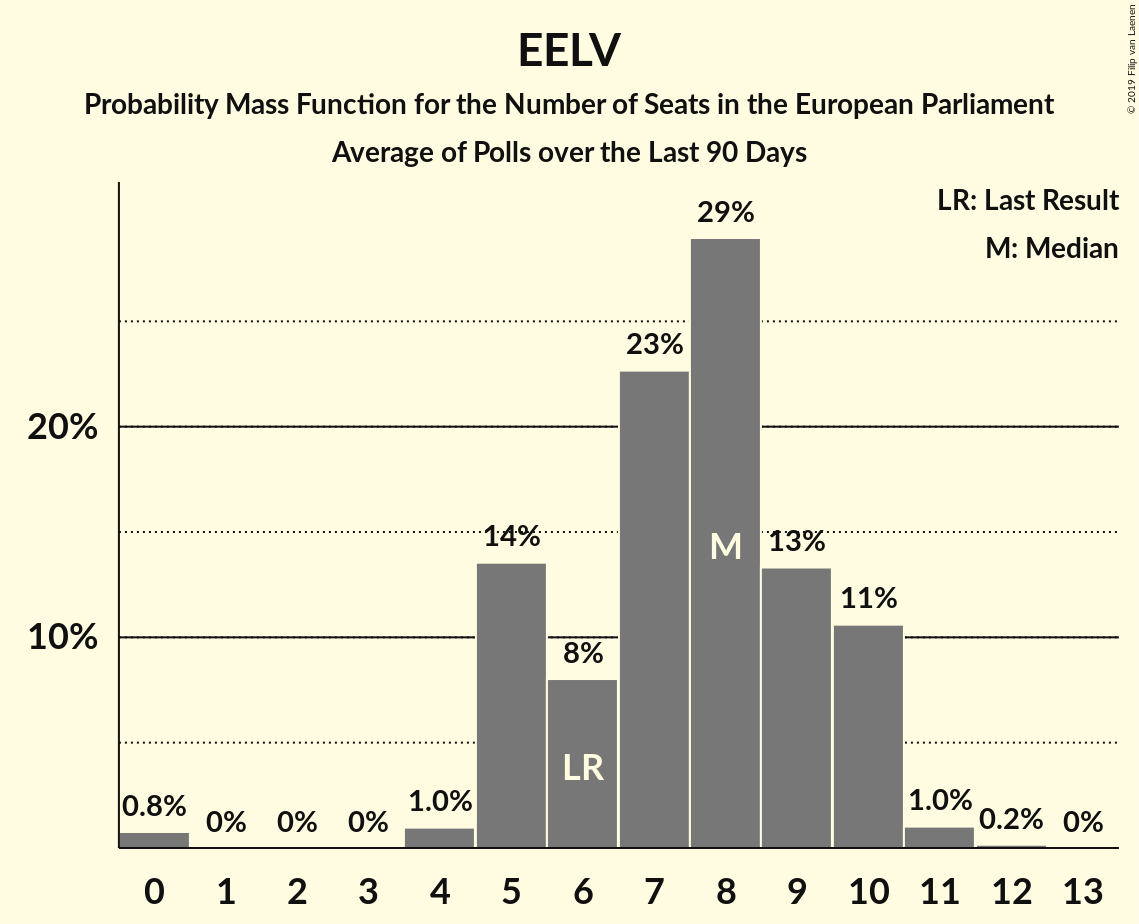 EELV
Probability Mass Function for the Number of Seats in the European Parliament
Average of Polls over the Last 90 Days
© 2019 Filip van Laenen
LR: Last Result
M: Median
29%
23%
20%
14%
M
13%
11%
10%
8%
LR
0.8%
0%
0%
0%
1.0%
1.0%
0.2%
0%
0 1 2 3 4 5 6 7 8 9 10 11 12 13